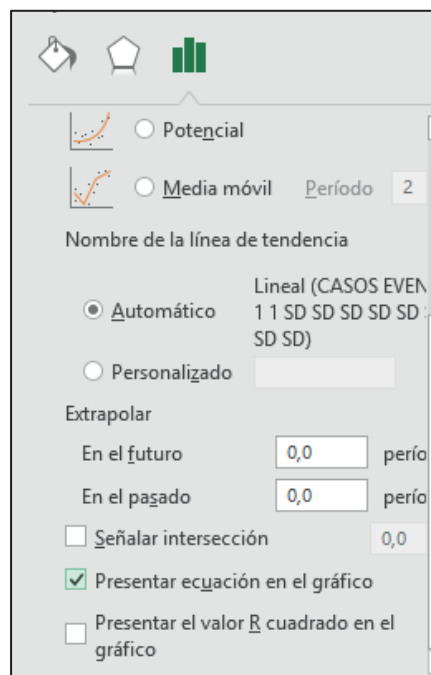 Potencial
Media móvil Período 2
Nombre de la línea de tendencia
Lineal (CASOS EVEN
Automático 1 1 SD SD SD SD SD
SD SD)
Personalizado
Extrapolar
En el futuro 0,0 perío
En el pasado 0,0 perío
Señalar intersección 0,0
Presentar ecuación en el gráfico
Presentar el valor R cuadrado en el
gráfico